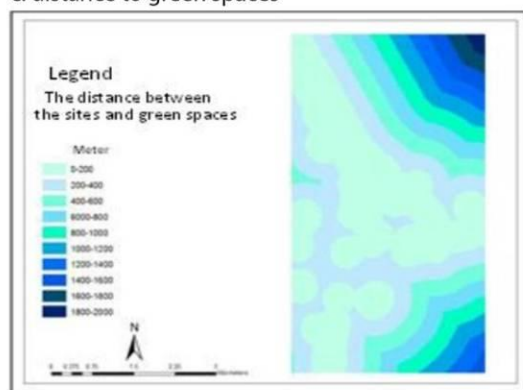 c. distance to green spaces
Legend
The distance between
the sites and green spaces
Meter
0-200
200-400
400-600
6000-800
800-1000
1000-1200
1200-1400
1400-1600
1600-1800
1800-2000
N